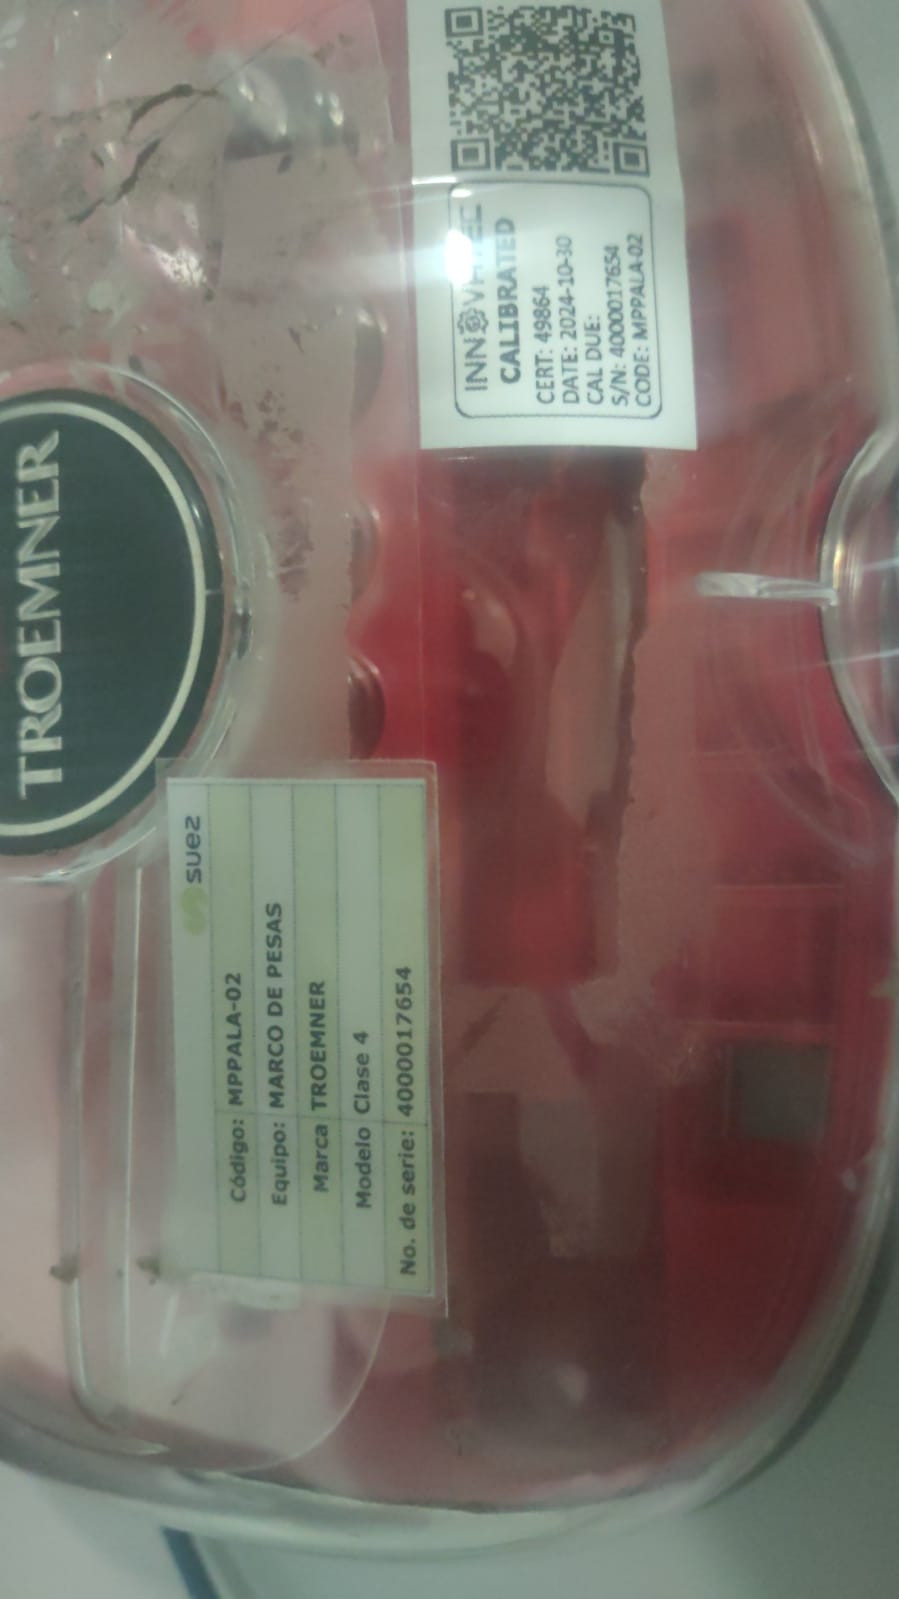 TROEMNER
suez
Código: MPPALA-02
Equipo: MARCO DE PESAS
Marca TROEMNER
Modelo Clase 4
No. de serie: 4000017654
CALIBRATED
CERT: 49864
DATE: 2024-10-30
CAL DUE:
S/N: 4000017654
CODE: MPPALA-02